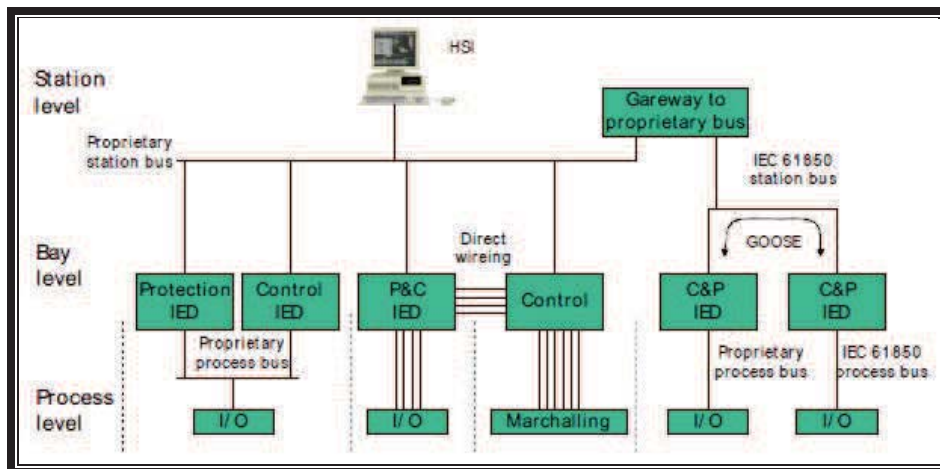 HSI
Station
level
Gareway to
proprietary bus
Proprietary
station bus
IEC 61850
station bus
Bay
level
Direct
wireing
GOOSE
Protection
IED
Control
IED
P&C
IED
Control
C&P
IED
C&P
IED
Proprietary
process bus
Proprietary
process bus
IEC 61850
process bus
Process
level
I/O
I/O
Marchalling
I/O
I/O